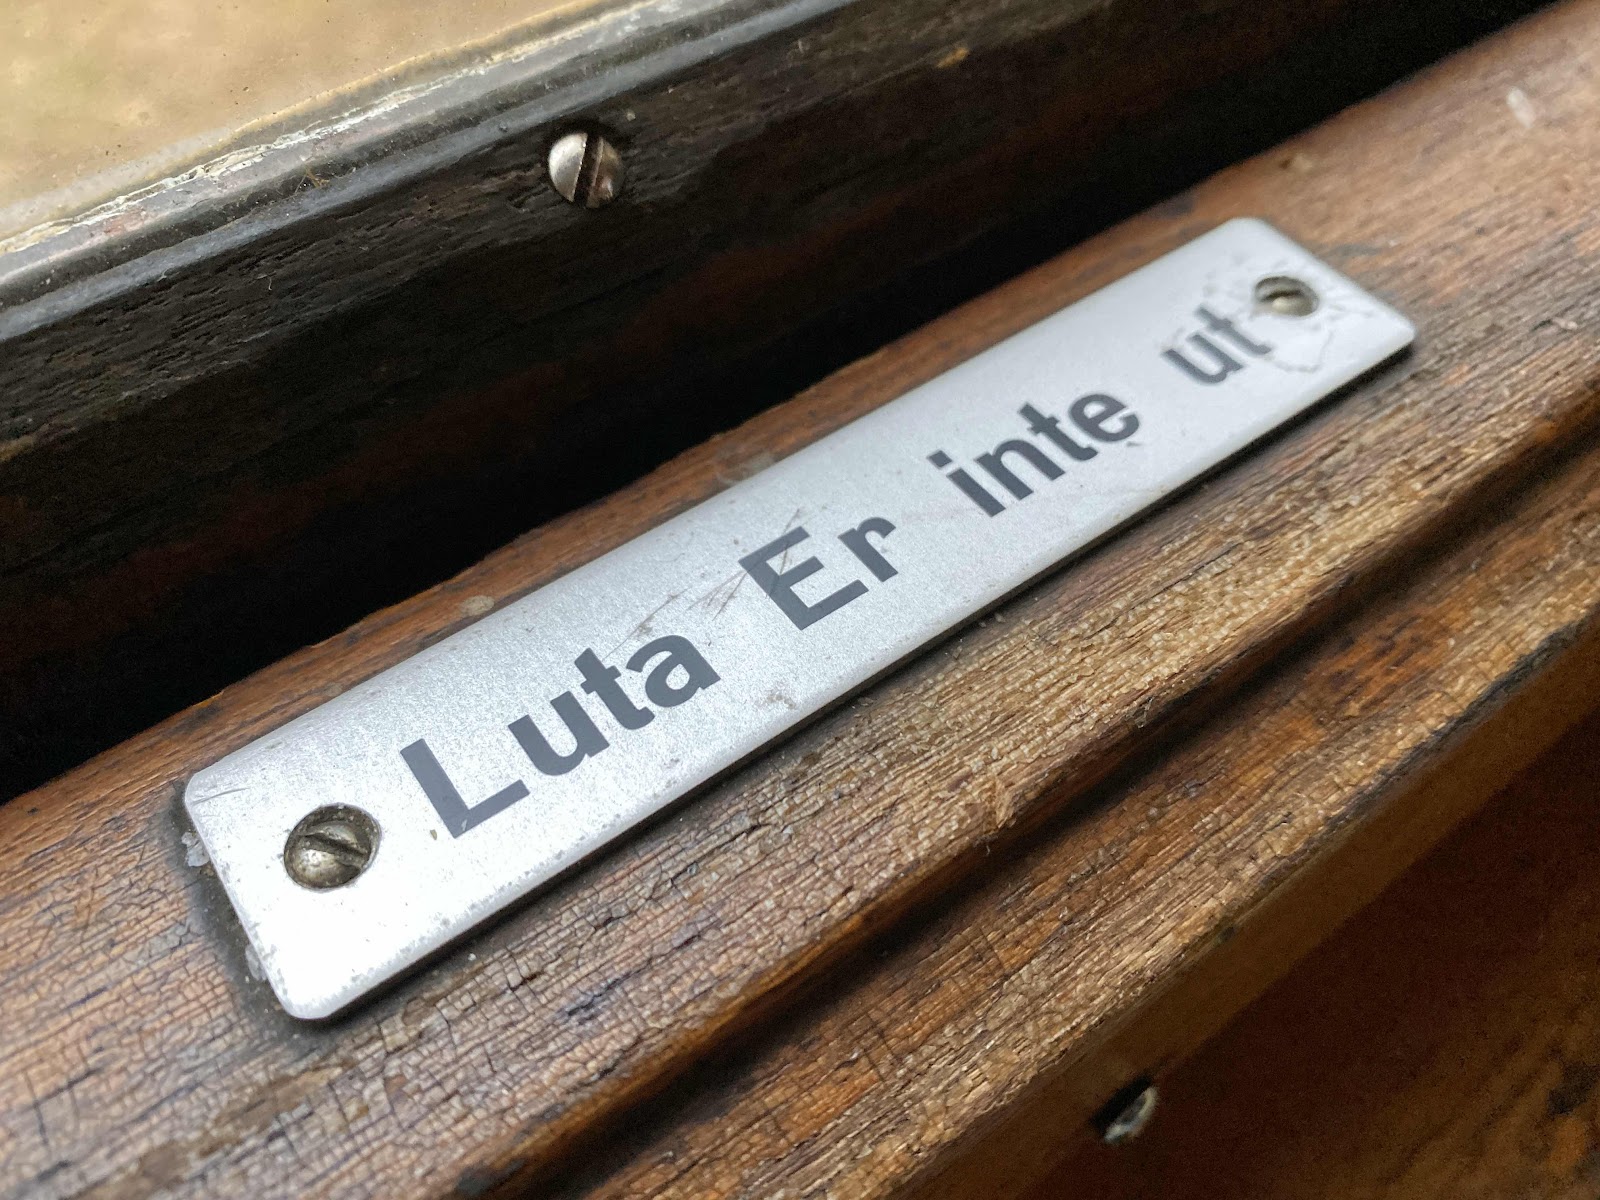 Luta Er inte ut